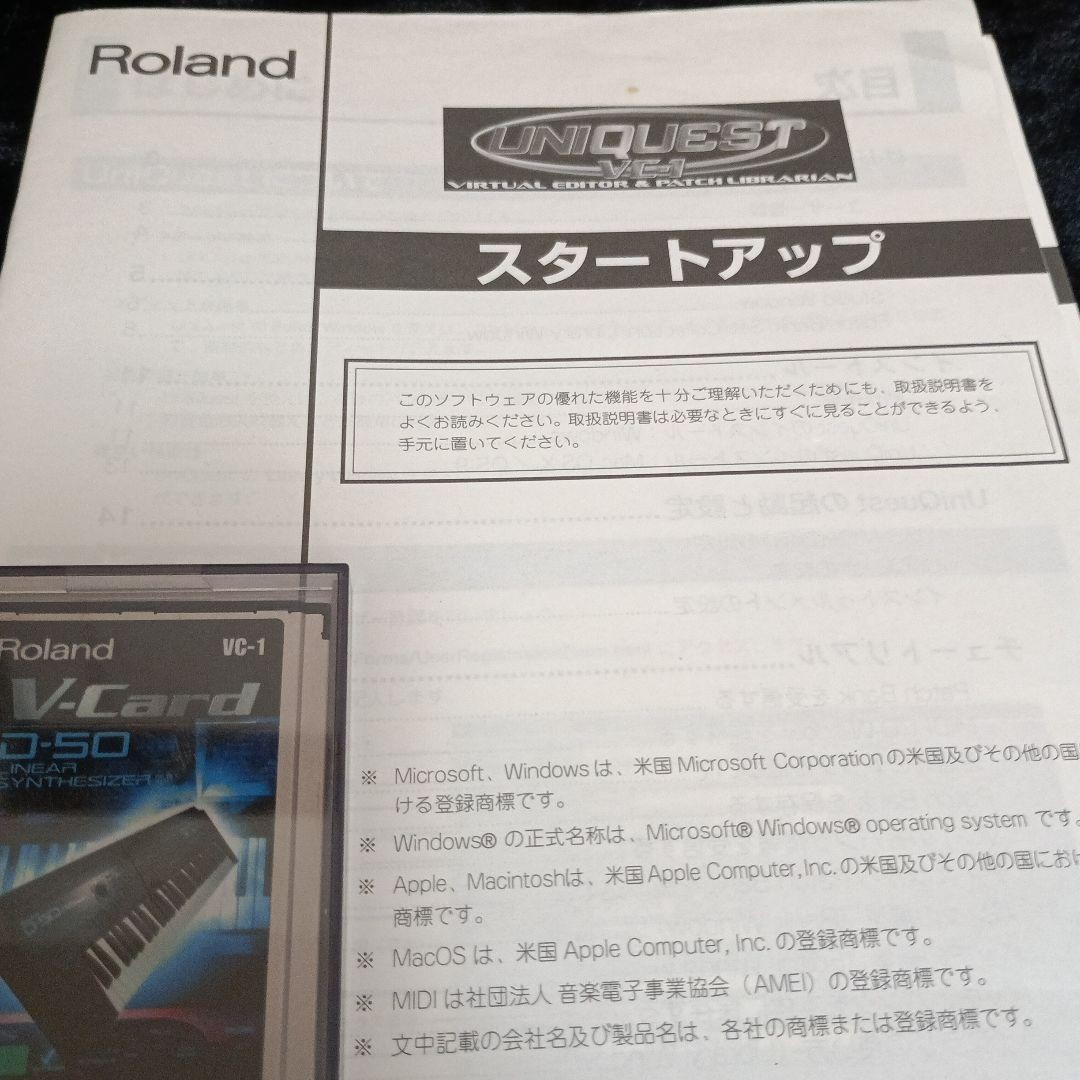 Roland
UNIQUEST
VC-1
VIRTUAL EDITOR & PATCH LIBRARIAN
スタートアップ
このソフトウェアの優れた機能を十分ご理解いただくためにも、取扱説明書を
よくお読みください。取扱説明書は必要なときにすぐに見ることができるよう、
手元に置いてください。
Roland VC-1
V-Card
D-50
LINEAR
SYNTHESIZER
※ Microsoft、Windowsは、米国 Microsoft Corporationの米国及びその他の国
ける登録商標です。
※ Windows® の正式名称は、Microsoft® Windows® operating system です。
※ Apple、Macintoshは、米国 Apple Computer,Inc.の米国及びその他の国におけ
商標です。
※ MacOS は、米国 Apple Computer, Inc. の登録商標です。
※ MIDI は社団法人 音楽電子事業協会（AMEI）の登録商標です。
※ 文中記載の会社名及び製品名は、各社の商標または登録商標です。